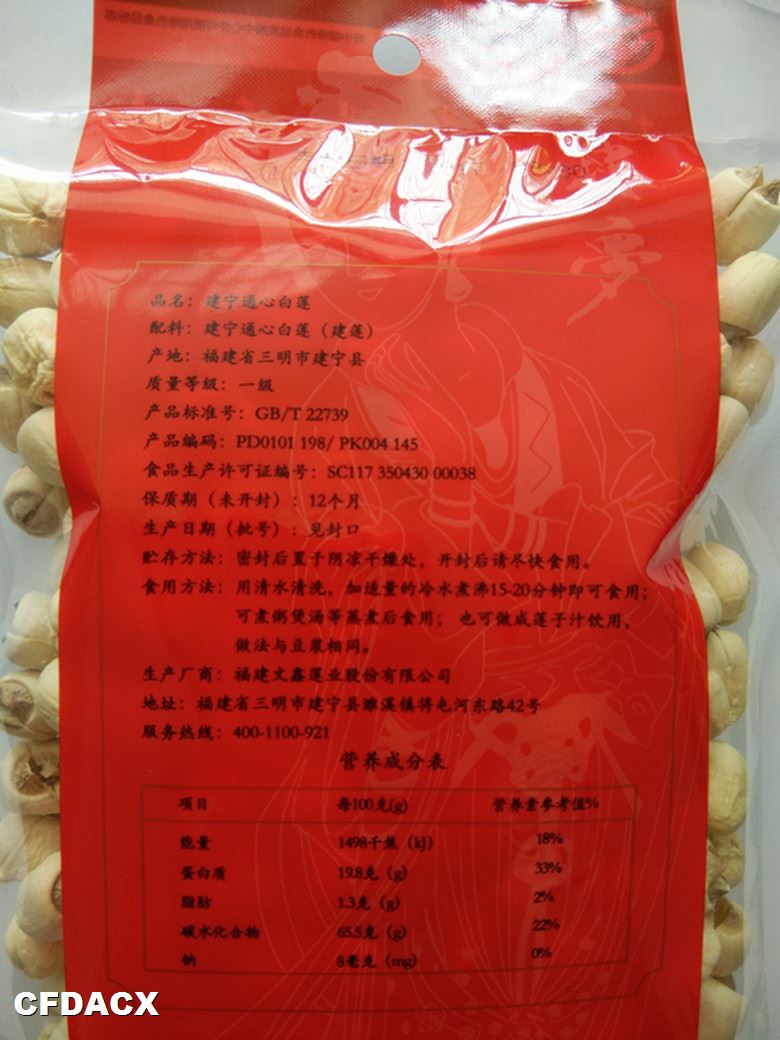 品名：建宁通心白莲
配料：建宁通心白莲（建莲）
产地：福建省三明市建宁县
质量等级：一级
产品标准号：GB/T 22739
产品编码：PD0101 198/ PK004 145
食品生产许可证编号：SC117 350430 00038
保质期（未开封）：12个月
生产日期（批号）：见封口
贮存方法：密封后置于阴凉干燥处，开封后请尽快食用。
食用方法：用清水清洗，加适量的冷水煮沸15-20分钟即可食用；
可煮粥煲汤等蒸煮后食用；也可做成莲子汁饮用，
做法与豆浆相同。
生产厂商：福建文鑫莲业股份有限公司
地址：福建省三明市建宁县濉溪镇将屯河东路42号
服务热线：400-1100-921
营养成分表
项目 每100克(g) 营养素参考值%
能量 1498千焦（kJ） 18%
蛋白质 19.8克（g） 33%
脂肪 1.3克（g） 2%
碳水化合物 65.5克（g） 22%
钠 8毫克（mg） 0%
CFDACX